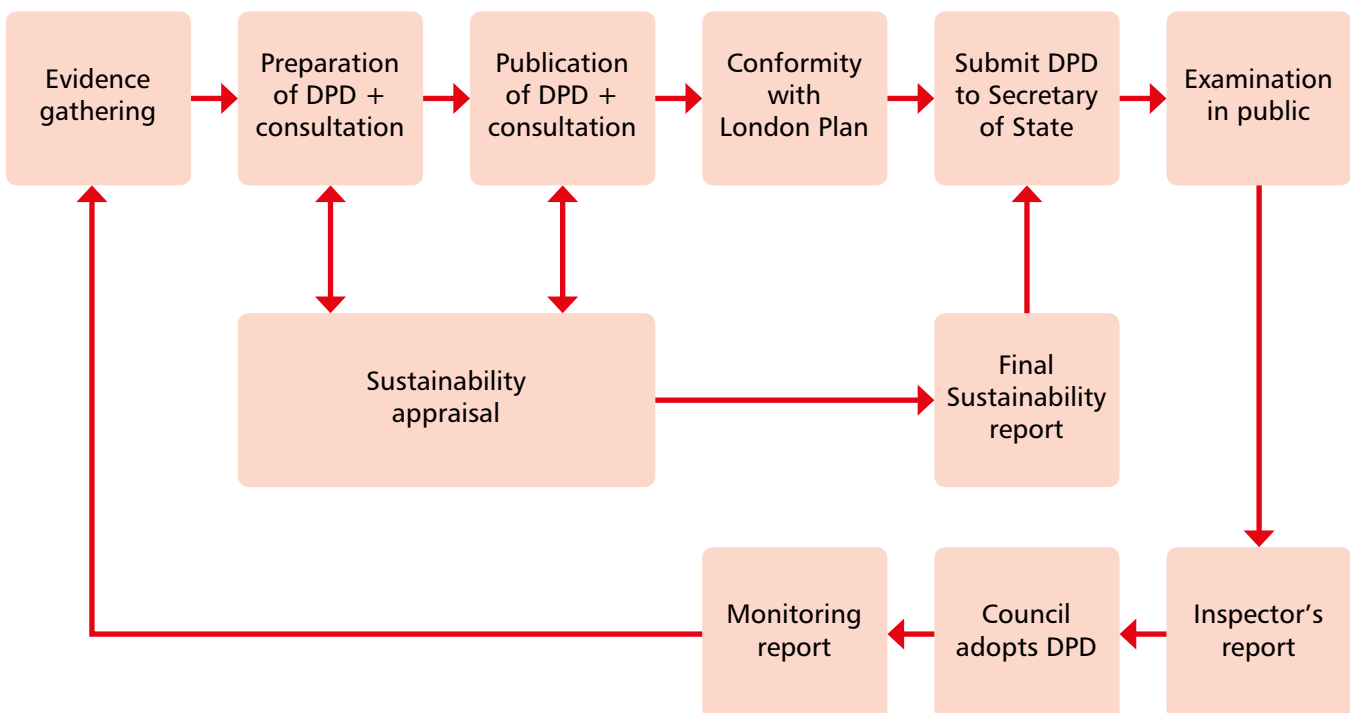 Evidence
gathering
Preparation
of DPD +
consultation
Publication
of DPD +
consultation
Conformity
with
London Plan
Submit DPD
to Secretary
of State
Examination
in public
Sustainability
appraisal
Final
Sustainability
report
Monitoring
report
Council
adopts DPD
Inspector’s
report